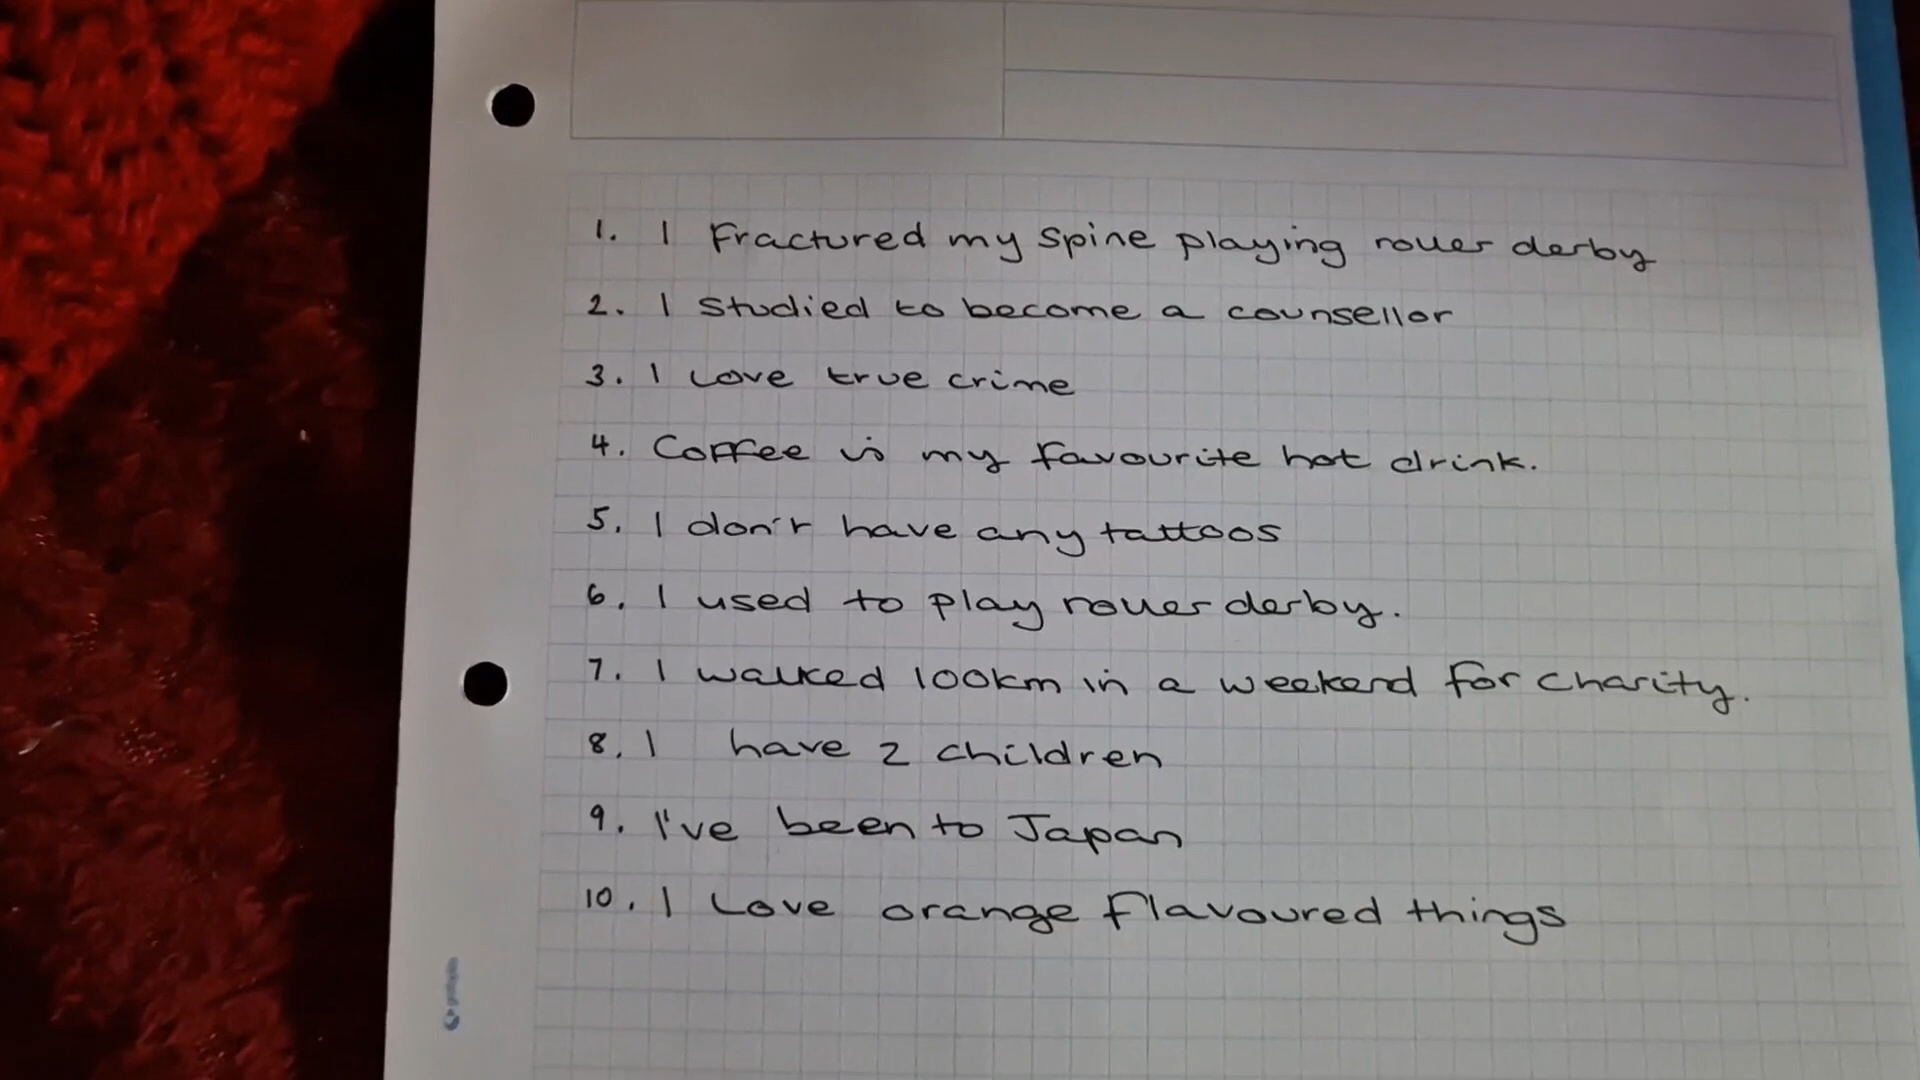 1. I Fractured my spine playing roller derby
2. I studied to become a counsellor
3. I Love true crime
4. Coffee is my favourite hot drink.
5. I don't have any tattoos
6. I used to play roller derby.
7. I walked 100km in a weekend for charity.
8. I have 2 children
9. I've been to Japan
10. I Love orange flavoured things